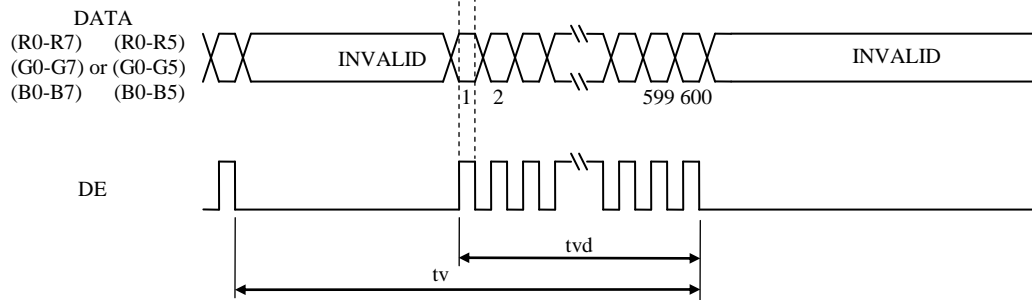 DATA
(R0-R7) (R0-R5)
(G0-G7) or (G0-G5)
(B0-B7) (B0-B5)
INVALID
INVALID
1 2 599 600
DE
tvd
tv